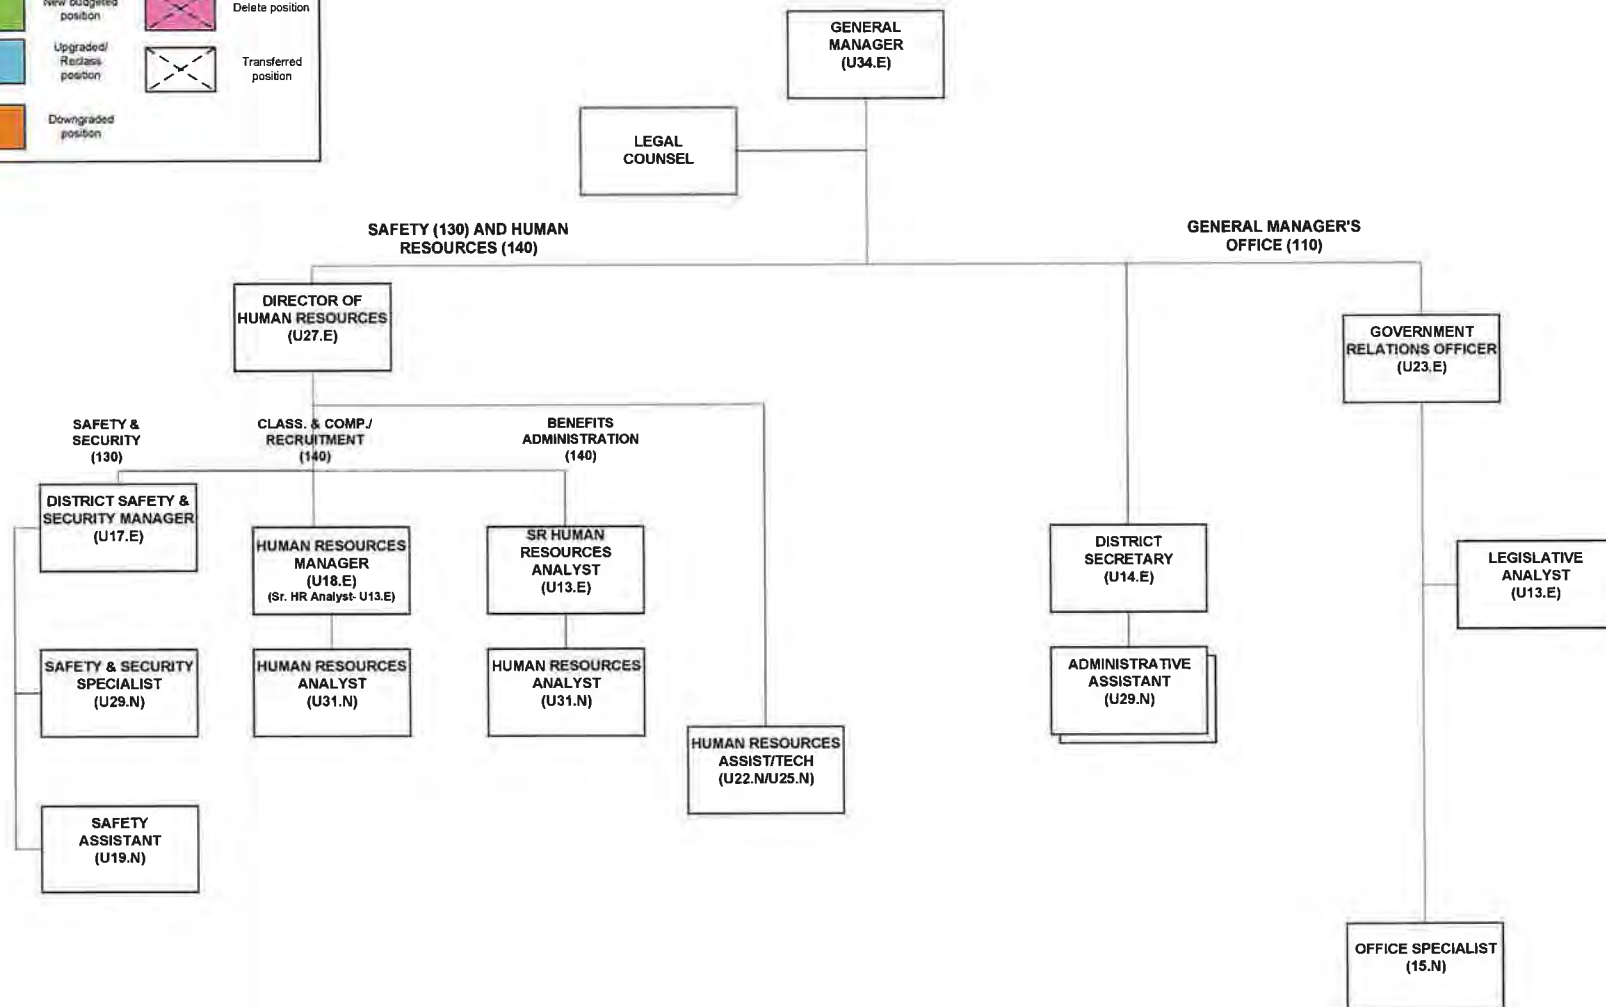 New budgeted
position
Delete position
Upgraded/
Reclass
position
Transferred
position
Downgraded
position
GENERAL
MANAGER
(U34.E)
LEGAL
COUNSEL
SAFETY (130) AND HUMAN
RESOURCES (140)
GENERAL MANAGER'S
OFFICE (110)
DIRECTOR OF
HUMAN RESOURCES
(U27.E)
GOVERNMENT
RELATIONS OFFICER
(U23.E)
SAFETY &
SECURITY
(130)
CLASS. & COMP./
RECRUITMENT
(140)
BENEFITS
ADMINISTRATION
(140)
DISTRICT SAFETY &
SECURITY MANAGER
(U17.E)
HUMAN RESOURCES
MANAGER
(U18.E)
(Sr. HR Analyst- U13.E)
SR HUMAN
RESOURCES
ANALYST
(U13.E)
DISTRICT
SECRETARY
(U14.E)
LEGISLATIVE
ANALYST
(U13.E)
SAFETY & SECURITY
SPECIALIST
(U29.N)
HUMAN RESOURCES
ANALYST
(U31.N)
HUMAN RESOURCES
ANALYST
(U31.N)
ADMINISTRATIVE
ASSISTANT
(U29.N)
HUMAN RESOURCES
ASSIST/TECH
(U22.N/U25.N)
SAFETY
ASSISTANT
(U19.N)
OFFICE SPECIALIST
(15.N)